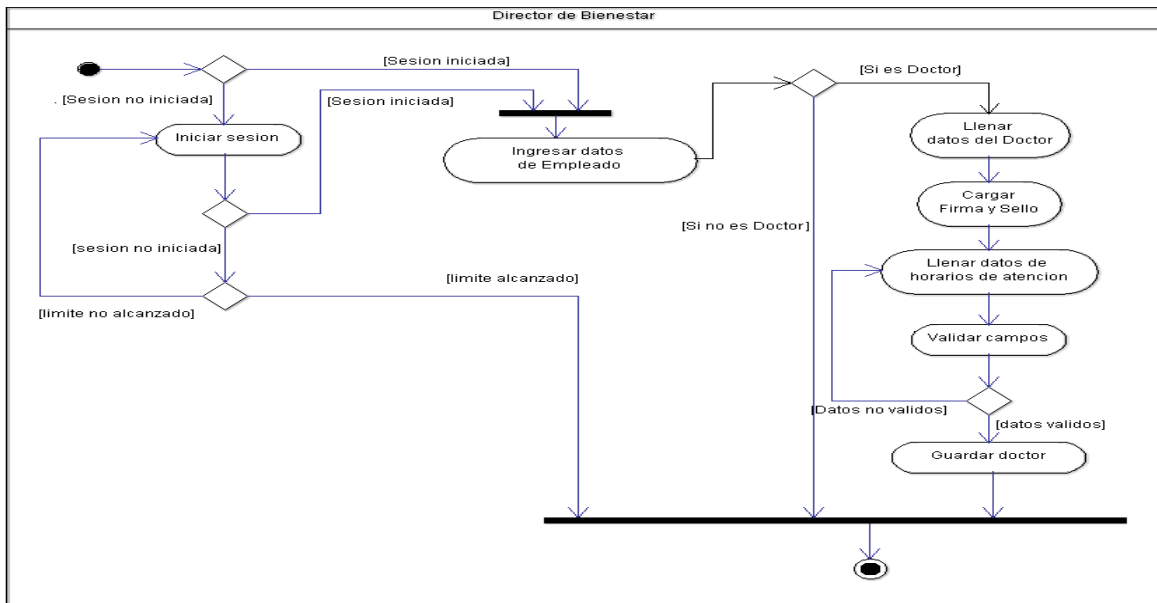 Director de Bienestar
[Sesion iniciada]
[Si es Doctor]
. [Sesion no iniciada]
[Sesion iniciada]
Iniciar sesion
Ingresar datos
de Empleado
Llenar
datos del Doctor
Cargar
Firma y Sello
[Si no es Doctor]
[sesion no iniciada]
Llenar datos de
horarios de atencion
[limite alcanzado]
[limite no alcanzado]
Validar campos
[Datos no validos]
[datos validos]
Guardar doctor